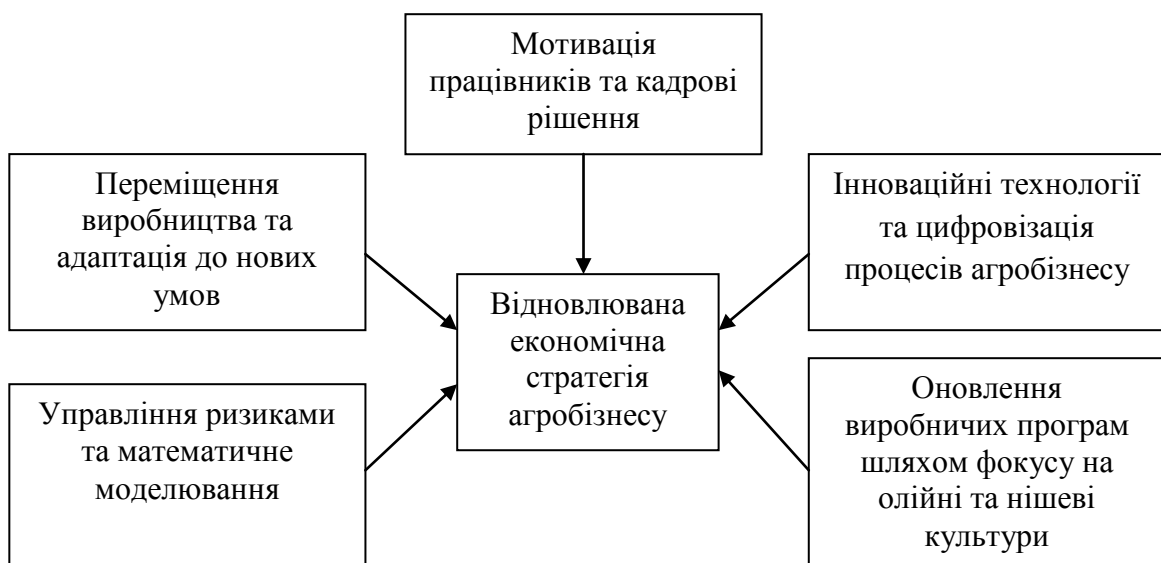 Мотивація
працівників та кадрові
рішення
Переміщення
виробництва та
адаптація до нових
умов
Інноваційні технології
та цифровізація
процесів агробізнесу
Відновлювана
економічна
стратегія
агробізнесу
Управління ризиками
та математичне
моделювання
Оновлення
виробничих програм
шляхом фокусу на
олійні та нішеві
культури